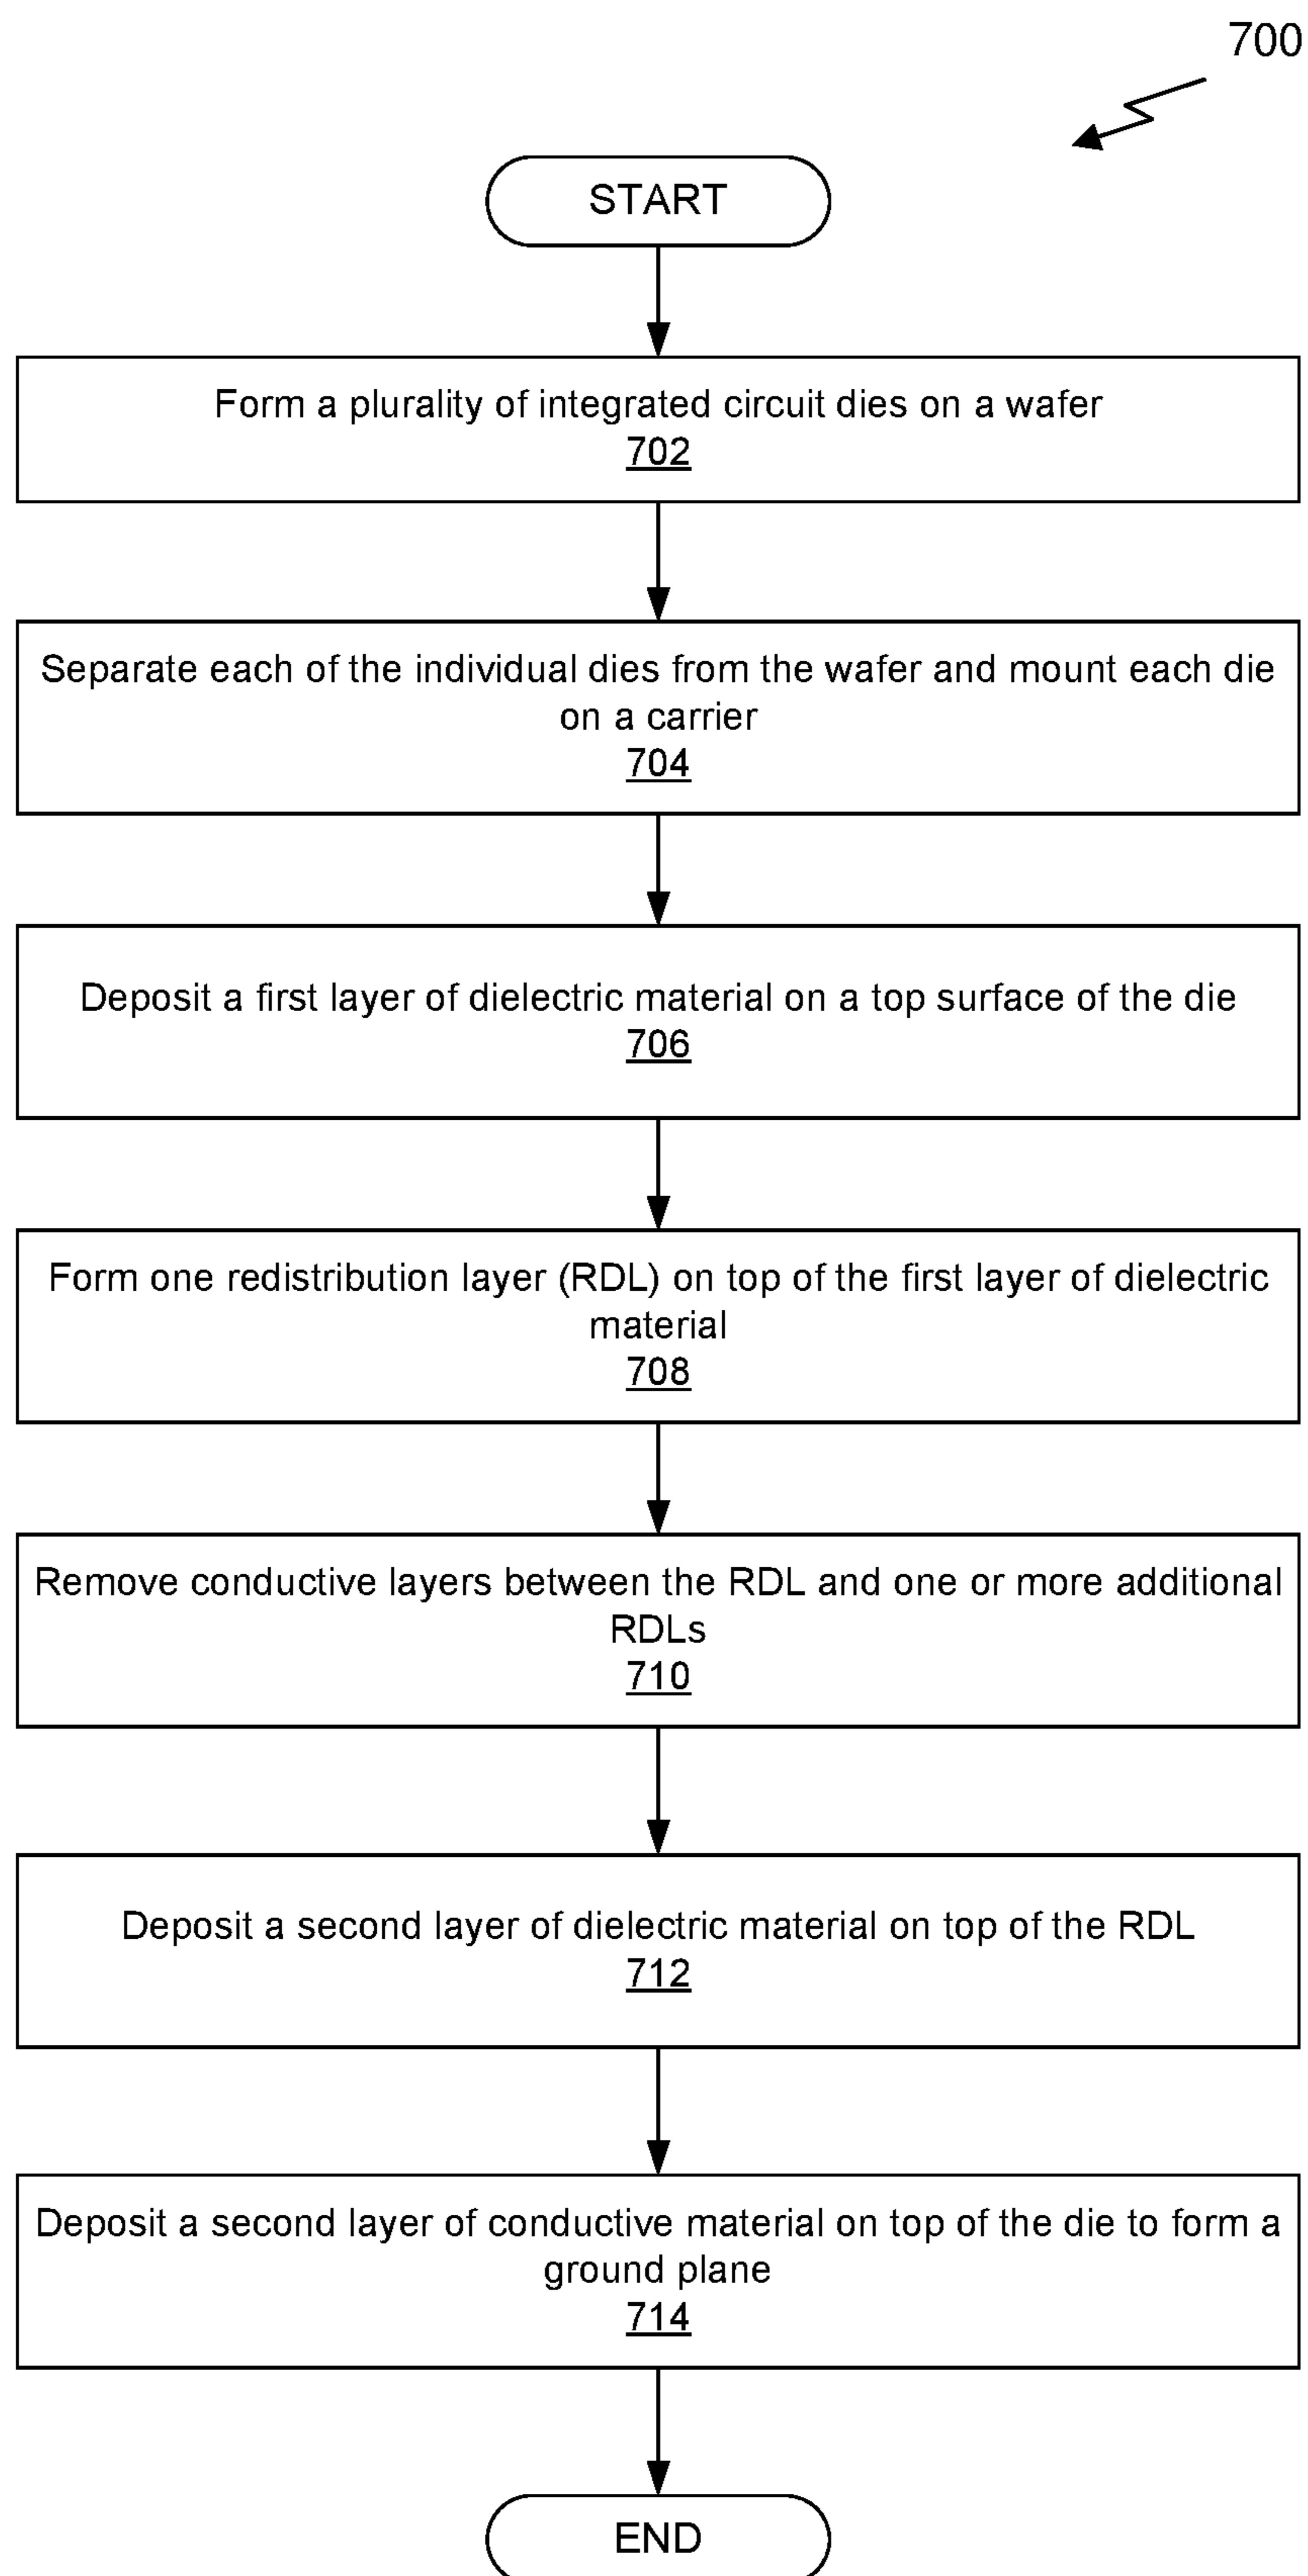 700
START
Form a plurality of integrated circuit dies on a wafer
702
Separate each of the individual dies from the wafer and mount each die
on a carrier
704
Deposit a first layer of dielectric material on a top surface of the die
706
Form one redistribution layer (RDL) on top of the first layer of dielectric
material
708
Remove conductive layers between the RDL and one or more additional
RDLs
710
Deposit a second layer of dielectric material on top of the RDL
712
Deposit a second layer of conductive material on top of the die to form a
ground plane
714
END